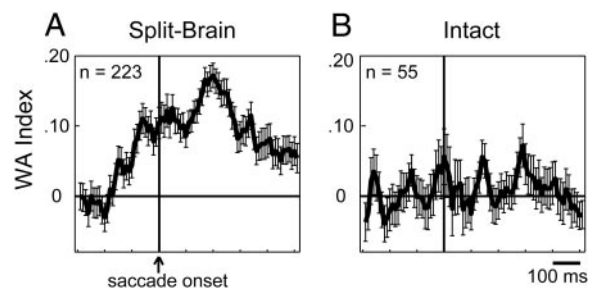 A Split-Brain
B Intact
WA Index
.20
.10
0
n = 223
saccade onset
.20
.10
0
n = 55
100 ms